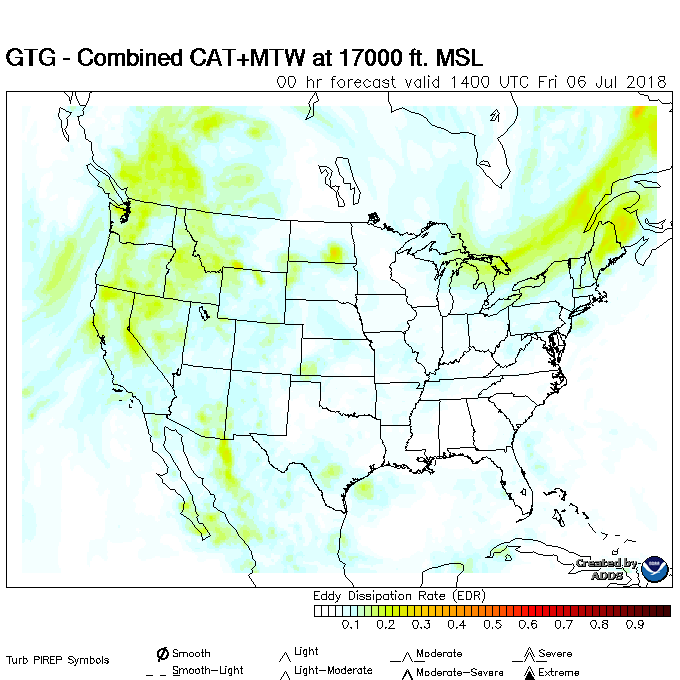 GTG - Combined CAT+MTW at 17000 ft. MSL
00 hr forecast valid 1400 UTC Fri 06 Jul 2018
Created by
ADDS
Eddy Dissipation Rate (EDR)
0.1 0.2 0.3 0.4 0.5 0.6 0.7 0.8 0.9
Turb PIREP Symbols
Smooth Light Moderate Severe
Smooth-Light Light-Moderate Moderate-Severe Extreme